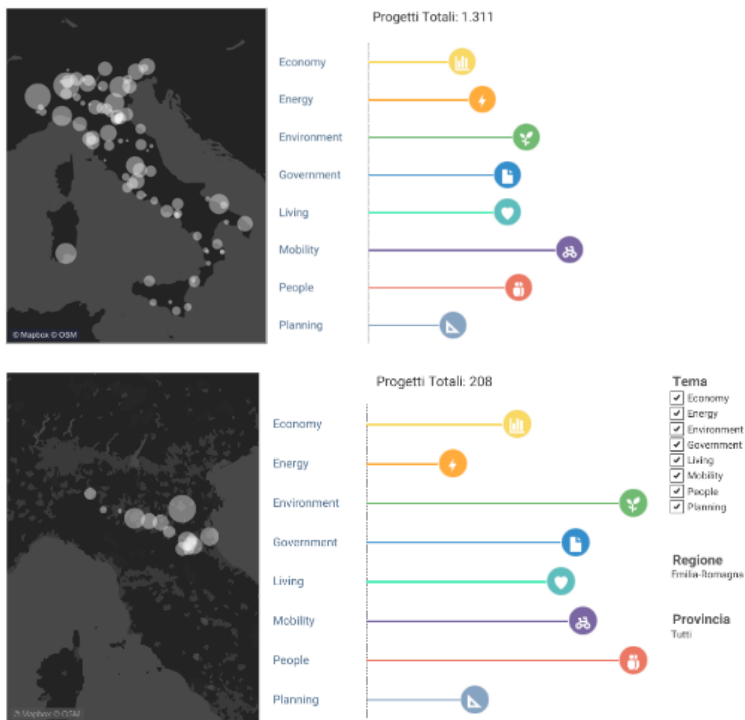 Progetti Totali: 1.311
Economy
Energy
Environment
Government
Living
Mobility
People
Planning
© Mapbox © OSM
Progetti Totali: 208
Economy
Energy
Environment
Government
Living
Mobility
People
Planning
© Mapbox © OSM
Tema
Economy
Energy
Environment
Government
Living
Mobility
People
Planning
Regione
Emilia-Romagna
Provincia
Tutti